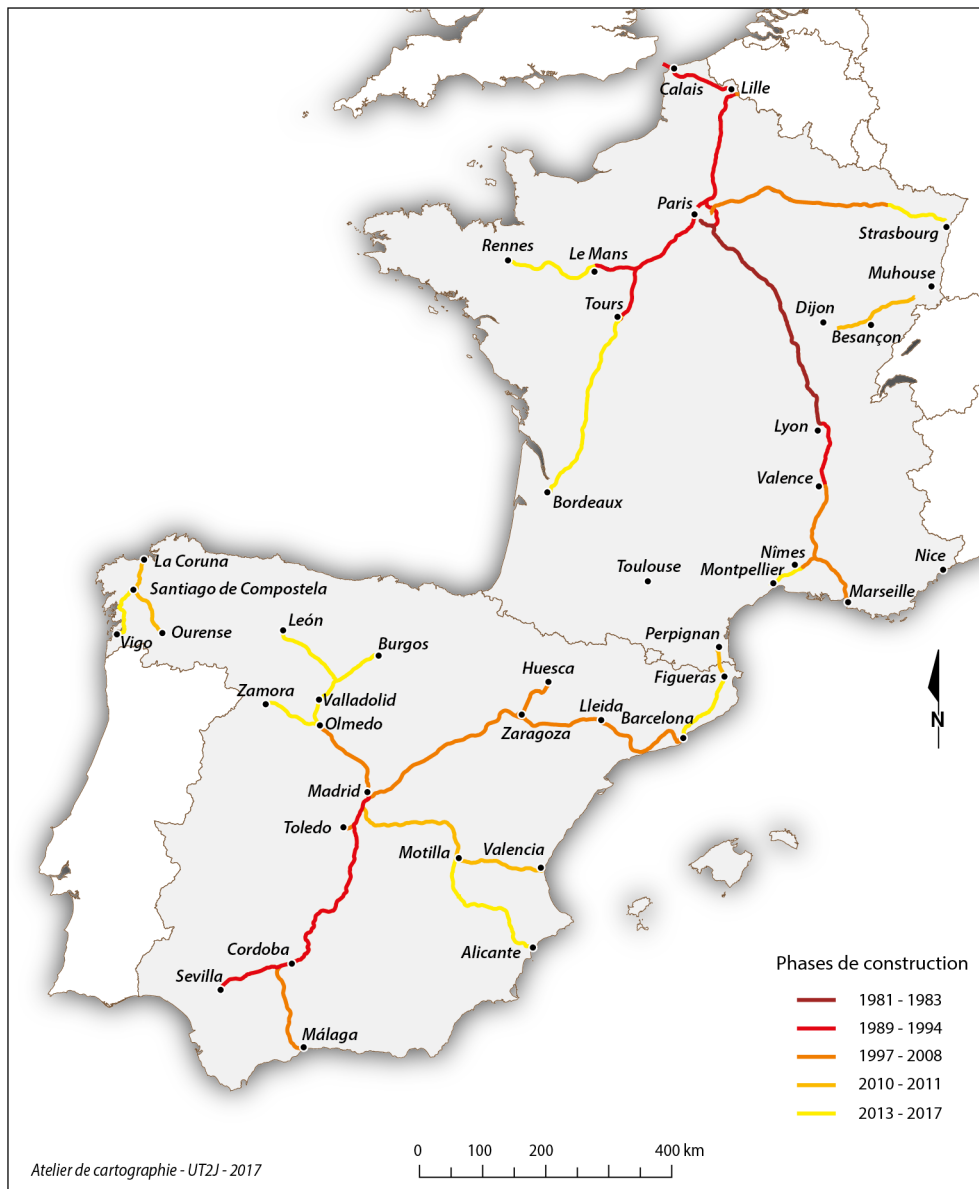 Calais
Lille
Paris
Strasbourg
Rennes
Le Mans
Muhouse
Tours
Dijon
Besançon
Lyon
Valence
Bordeaux
Nîmes
Nice
La Coruna
Toulouse
Montpellier
Santiago de Compostela
Marseille
León
Ourense
Perpignan
Vigo
Burgos
Huesca
Figueras
Zamora
Valladolid
Lleida
Barcelona
Olmedo
Zaragoza
N
Madrid
Toledo
Motilla
Valencia
Cordoba
Alicante
Sevilla
Málaga
Phases de construction
1981 - 1983
1989 - 1994
1997 - 2008
2010 - 2011
2013 - 2017
0 100 200 400 km
Atelier de cartographie - UT2J - 2017